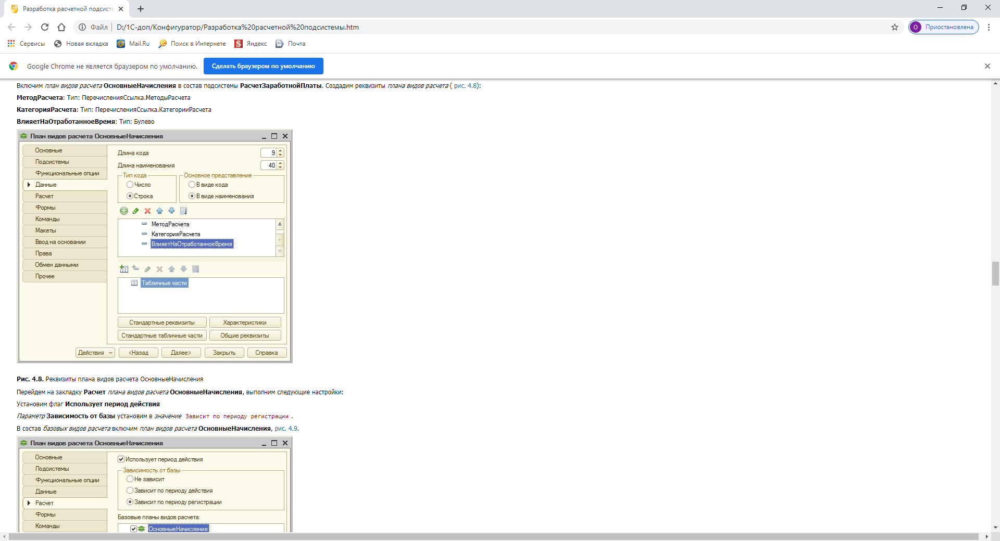 Разработка расчетной подсисте
Файл
D:/1С-доп/Конфигуратор/Разработка%20расчетной%20подсистемы.htm
О Приостановлена
Сервисы Новая вкладка Mail.Ru Поиск в Интернете Яндекс Почта
Google Chrome не является браузером по умолчанию. Сделать браузером по умолчанию
Включим план видов расчета ОсновныеНачисления в состав подсистемы РасчетЗаработнойПлаты. Создадим реквизиты плана видов расчета ( рис. 4.8):
МетодРасчета: Тип: ПеречисленияСсылка.МетодыРасчета
КатегорияРасчета: Тип: ПеречисленияСсылка.КатегорииРасчета
ВлияетНаОтработанноеВремя: Тип: Булево
План видов расчета ОсновныеНачисления
Основные
Подсистемы
Функциональные опции
Данные
Расчет
Формы
Команды
Макеты
Ввод на основании
Права
Обмен данными
Прочее
Длина кода 9
Длина наименования 40
Тип кода
Число
Строка
Основное представление
В виде кода
В виде наименования
МетодРасчета
КатегорияРасчета
ВлияетНаОтработанноеВремя
Табличные части
Стандартные реквизиты Характеристики
Стандартные табличные части Общие реквизиты
Действия <Назад Далее> Закрыть Справка
Рис. 4.8. Реквизиты плана видов расчета ОсновныеНачисления
Перейдем на закладку Расчет плана видов расчета ОсновныеНачисления, выполним следующие настройки:
Установим флаг Использует период действия
Параметр Зависимость от базы установим в значение Зависит по периоду регистрации .
В состав базовых видов расчета включим план видов расчета ОсновныеНачисления, рис. 4.9.
План видов расчета ОсновныеНачисления
Основные
Подсистемы
Функциональные опции
Данные
Расчет
Формы
Команды
Использует период действия
Зависимость от базы
Не зависит
Зависит по периоду действия
Зависит по периоду регистрации
Базовые планы видов расчета:
ОсновныеНачисления